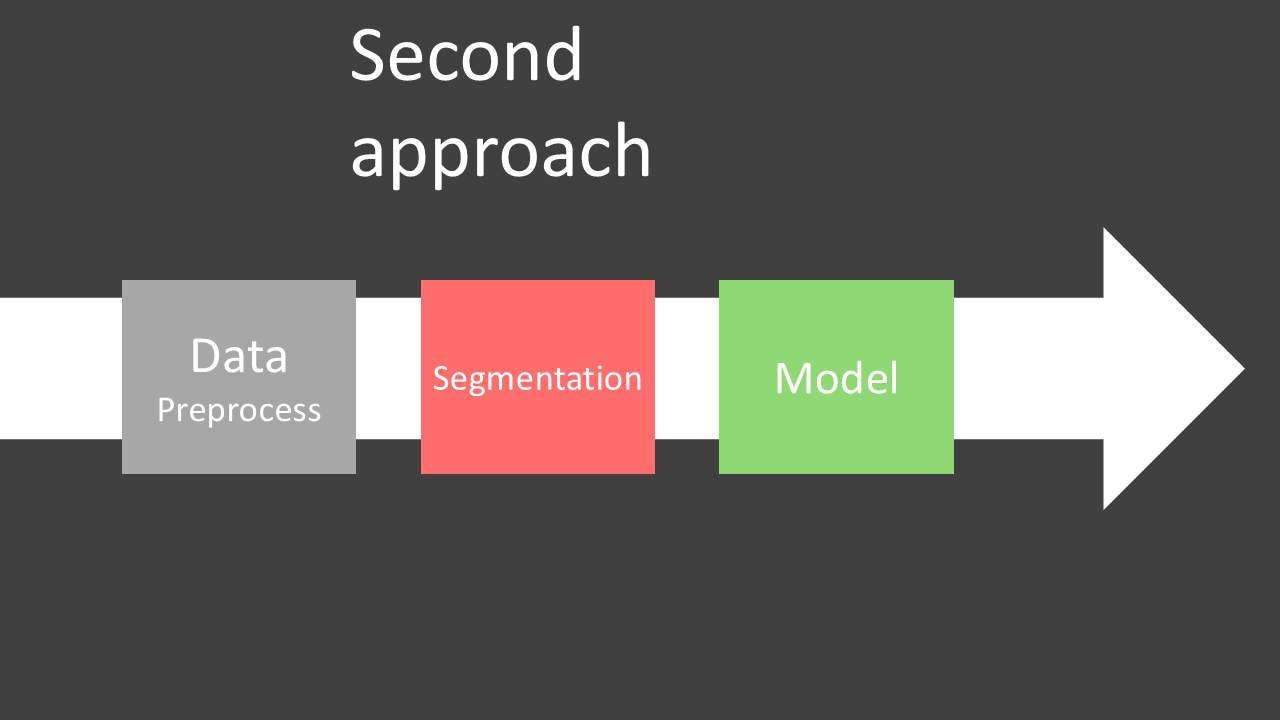 Second
approach
Data
Preprocess
Segmentation
Model